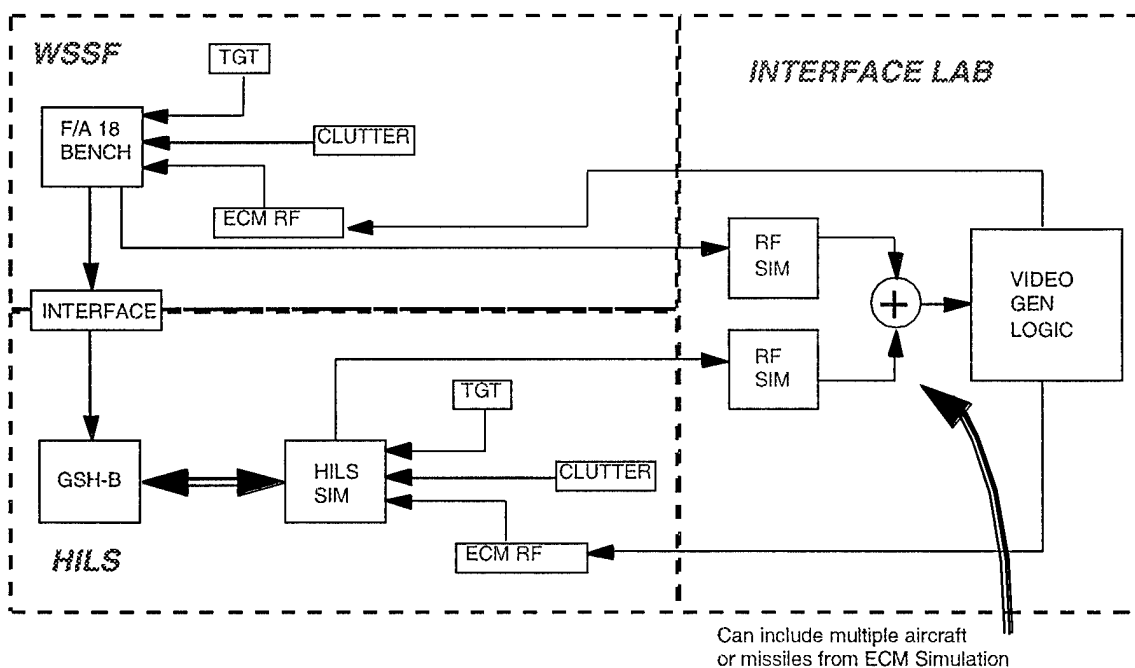 WSSF
TGT
INTERFACE LAB
F/A 18
BENCH
CLUTTER
ECM RF
RF
SIM
VIDEO
GEN
LOGIC
+
INTERFACE
RF
SIM
TGT
GSH-B
HILS
SIM
CLUTTER
ECM RF
HILS
Can include multiple aircraft
or missiles from ECM Simulation